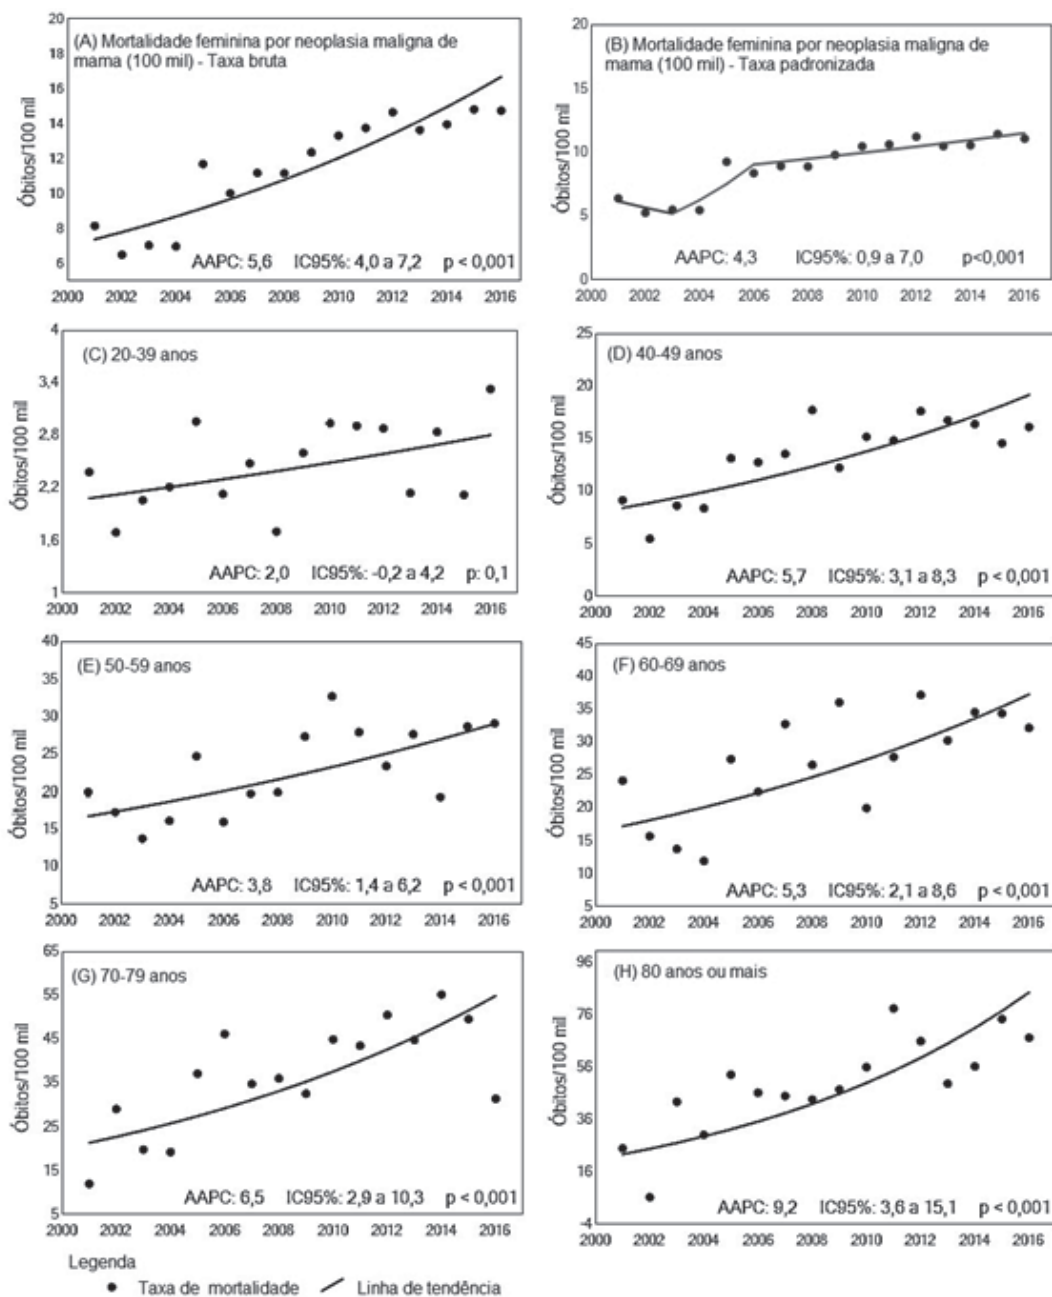 (A) Mortalidade feminina por neoplasia maligna de
mama (100 mil) - Taxa bruta
Óbitos/100 mil
20
18
16
14
12
10
8
6
AAPC: 5,6 IC95%: 4,0 a 7,2 p < 0,001
2000 2002 2004 2006 2008 2010 2012 2014 2016
(B) Mortalidade feminina por neoplasia maligna de
mama (100 mil) - Taxa padronizada
Óbitos/100 mil
20
15
10
5
0
AAPC: 4,3 IC95%: 0,9 a 7,0 p<0,001
2000 2002 2004 2006 2008 2010 2012 2014 2016
(C) 20-39 anos
Óbitos/100 mil
4
3,4
2,8
2,2
1,6
1
AAPC: 2,0 IC95%: -0,2 a 4,2 p: 0,1
2000 2002 2004 2006 2008 2010 2012 2014 2016
(D) 40-49 anos
Óbitos/100 mil
25
20
15
10
5
0
AAPC: 5,7 IC95%: 3,1 a 8,3 p < 0,001
2000 2002 2004 2006 2008 2010 2012 2014 2016
(E) 50-59 anos
Óbitos/100 mil
40
35
30
25
20
15
10
5
AAPC: 3,8 IC95%: 1,4 a 6,2 p < 0,001
2000 2002 2004 2006 2008 2010 2012 2014 2016
(F) 60-69 anos
Óbitos/100 mil
45
40
35
30
25
20
15
10
5
AAPC: 5,3 IC95%: 2,1 a 8,6 p < 0,001
2000 2002 2004 2006 2008 2010 2012 2014 2016
(G) 70-79 anos
Óbitos/100 mil
65
55
45
35
25
15
5
AAPC: 6,5 IC95%: 2,9 a 10,3 p < 0,001
2000 2002 2004 2006 2008 2010 2012 2014 2016
(H) 80 anos ou mais
Óbitos/100 mil
96
76
56
36
16
-4
AAPC: 9,2 IC95%: 3,6 a 15,1 p < 0,001
2000 2002 2004 2006 2008 2010 2012 2014 2016
Legenda
Taxa de mortalidade Linha de tendência